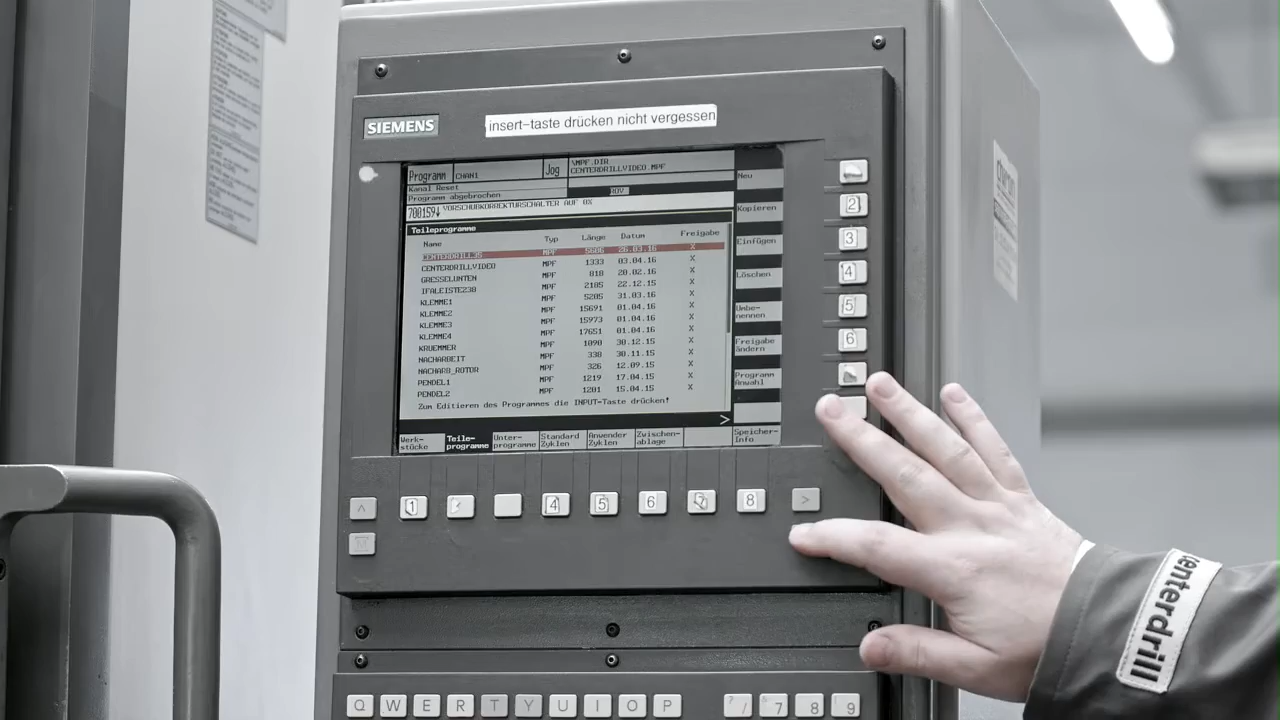 SIEMENS
insert-taste drücken nicht vergessen
Programm CHAN1 Jog \MPF.DIR
CENTERDRILLVIDEO.MPF
Kanal Reset
Programm abgebrochen ROV
700159↓ VORSCHUBKORREKTURSCHALTER AUF 0%
Teileprogramme
Name Typ Länge Datum Freigabe
CENTERDRILL35 MPF 26.03.16 X
CENTERDRILLVIDEO MPF 1333 03.04.16 X
GRESSELUNTEN MPF 818 20.02.16 X
IFALEISTE238 MPF 2185 22.12.15 X
KLEMME1 MPF 5205 31.03.16 X
KLEMME2 MPF 15691 01.04.16 X
KLEMME3 MPF 15973 01.04.16 X
KLEMME4 MPF 17651 01.04.16 X
KRUEMMER MPF 1090 30.12.15 X
NACHARBEIT MPF 338 30.11.15 X
NACHARB_ROTOR MPF 326 12.09.15 X
PENDEL1 MPF 1219 17.04.15 X
PENDEL2 MPF 1201 15.04.15 X
Zum Editieren des Programmes die INPUT-Taste drücken!
>
Neu
Kopieren
Einfügen
Löschen
Umbe-
nennen
Freigabe
ändern
Programm
Anwahl
Werk-
stücke
Teile-
programme
Unter-
programme
Standard
Zyklen
Anwender
Zyklen
Zwischen-
ablage
Speicher-
Info
2
3
4
5
6
^ 1 4 5 6 8 >
M
centerdrill
Q W E R T Y U I O P ? / 7 8 9